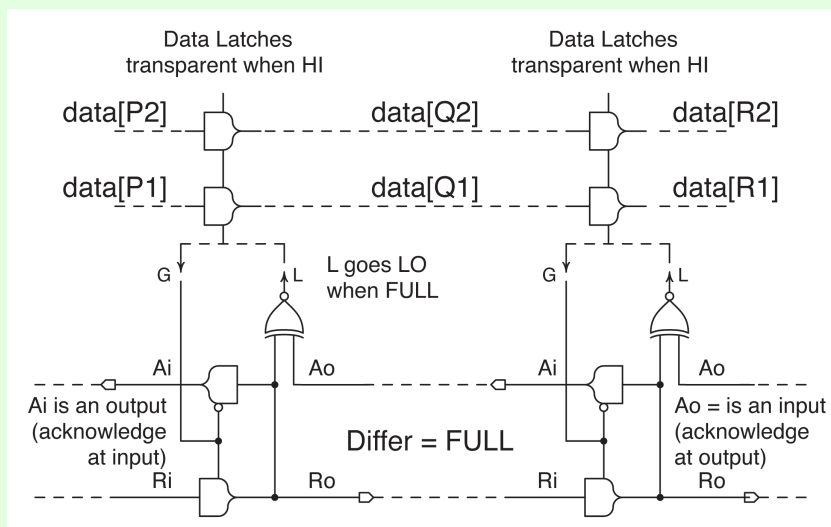 Data Latches
transparent when HI
Data Latches
transparent when HI
data[P2]
data[Q2]
data[R2]
data[P1]
data[Q1]
data[R1]
G
L
L goes LO
when FULL
G
L
Ai
Ao
Ai
Ao
Ai is an output
(acknowledge
at input)
Differ = FULL
Ao = is an input
(acknowledge
at output)
Ri
Ro
Ri
Ro